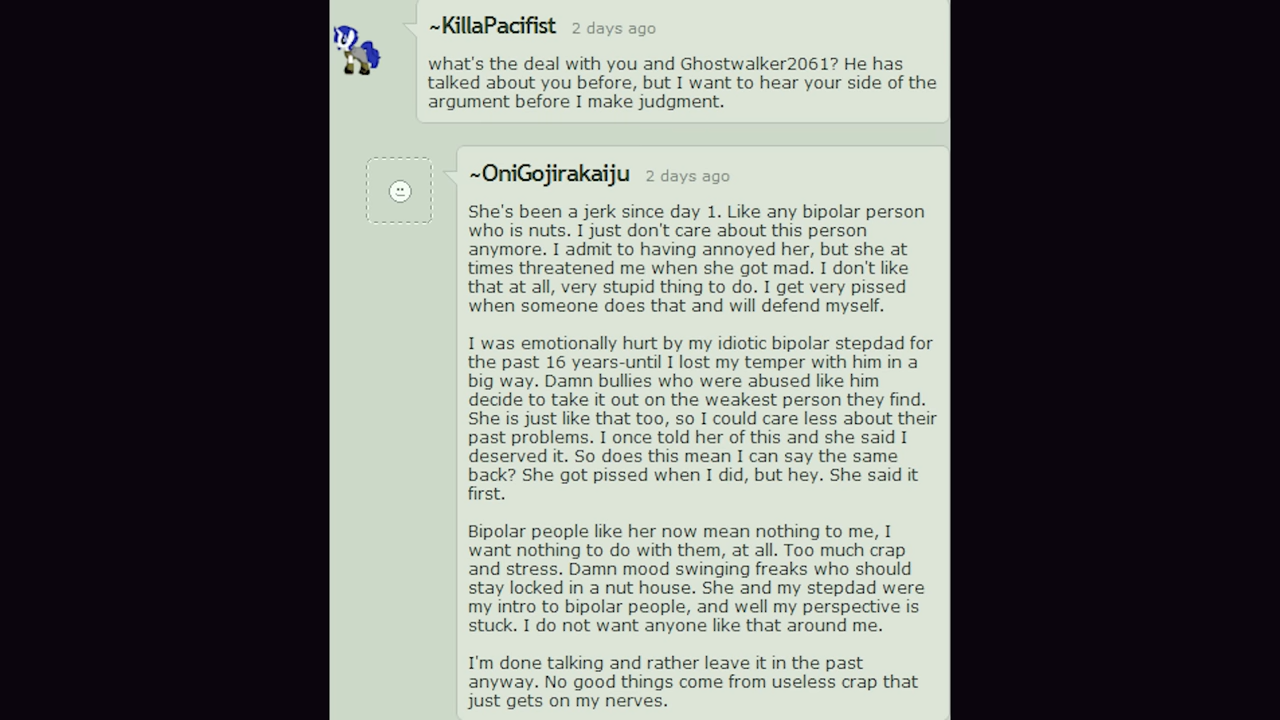 ~KillaPacifist 2 days ago
what's the deal with you and Ghostwalker2061? He has
talked about you before, but I want to hear your side of the
argument before I make judgment.
~OniGojirakaiju 2 days ago
She's been a jerk since day 1. Like any bipolar person
who is nuts. I just don't care about this person
anymore. I admit to having annoyed her, but she at
times threatened me when she got mad. I don't like
that at all, very stupid thing to do. I get very pissed
when someone does that and will defend myself.
I was emotionally hurt by my idiotic bipolar stepdad for
the past 16 years-until I lost my temper with him in a
big way. Damn bullies who were abused like him
decide to take it out on the weakest person they find.
She is just like that too, so I could care less about their
past problems. I once told her of this and she said I
deserved it. So does this mean I can say the same
back? She got pissed when I did, but hey. She said it
first.
Bipolar people like her now mean nothing to me, I
want nothing to do with them, at all. Too much crap
and stress. Damn mood swinging freaks who should
stay locked in a nut house. She and my stepdad were
my intro to bipolar people, and well my perspective is
stuck. I do not want anyone like that around me.
I'm done talking and rather leave it in the past
anyway. No good things come from useless crap that
just gets on my nerves.